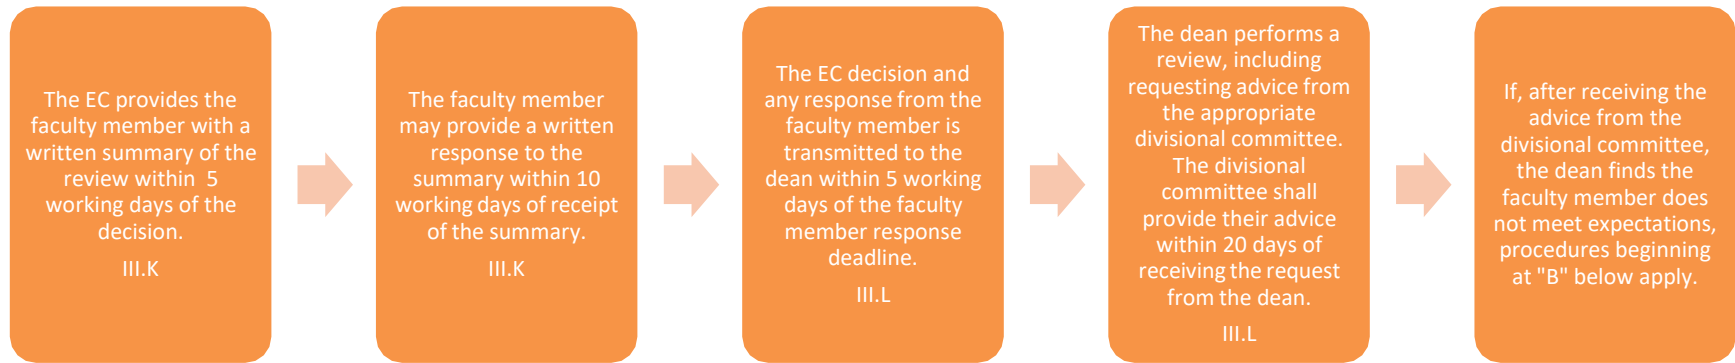 The EC provides the
faculty member with a
written summary of the
review within  5
working days of the
decision.
III.K
The faculty member
may provide a written
response to the
summary within 10
working days of receipt
of the summary.
III.K
The EC decision and
any response from the
faculty member is
transmitted to the
dean within 5 working
days of the faculty
member response
deadline.
III.L
The dean performs a
review, including
requesting advice from
the appropriate
divisional committee.
The divisional
committee shall
provide their advice
within 20 days of
receiving the request
from the dean.
III.L
If, after receiving the
advice from the
divisional committee,
the dean finds the
faculty member does
not meet expectations,
procedures beginning
at "B" below apply.